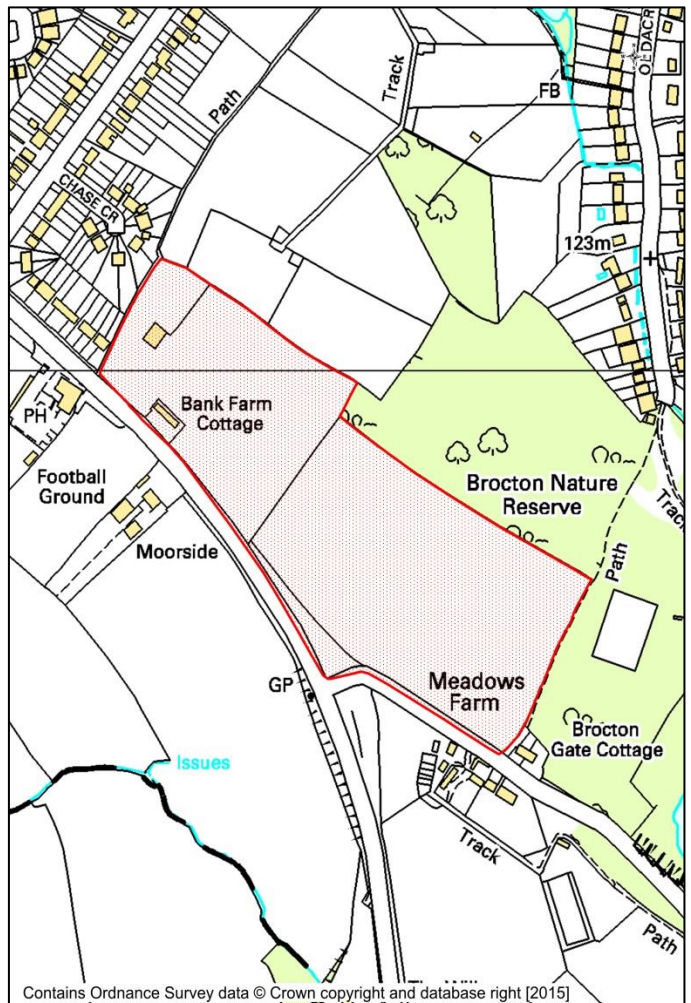 OLDACR
Path
Track
FB
CHASE CR
123m
Bank Farm
Cottage
PH
Football
Ground
Brocton Nature
Reserve
Track
Moorside
Path
GP
Meadows
Farm
Brocton
Gate Cottage
Issues
Track
Path
Contains Ordnance Survey data © Crown copyright and database right [2015]